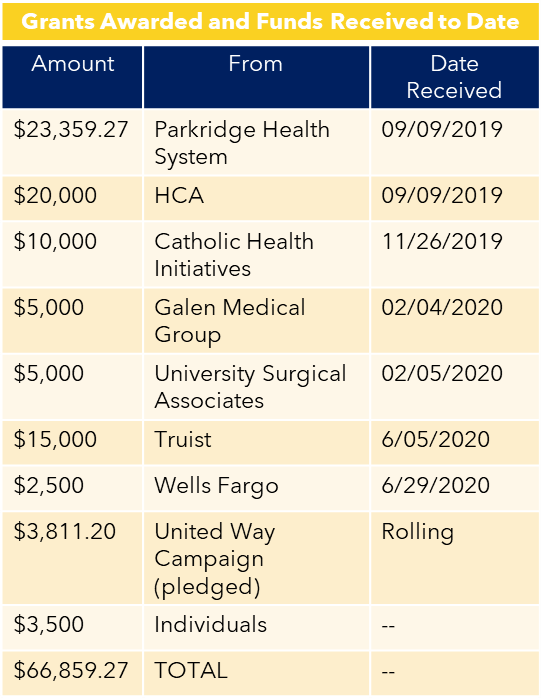 Grants Awarded and Funds Received to Date
Amount From Date
Received
$23,359.27 Parkridge Health 09/09/2019
System
$20,000 HCA 09/09/2019
$10,000 Catholic Health 11/26/2019
Initiatives
$5,000 Galen Medical 02/04/2020
Group
$5,000 University Surgical 02/05/2020
Associates
$15,000 Truist 6/05/2020
$2,500 Wells Fargo 6/29/2020
$3,811.20 United Way Rolling
Campaign
(pledged)
$3,500 Individuals --
$66,859.27 TOTAL --